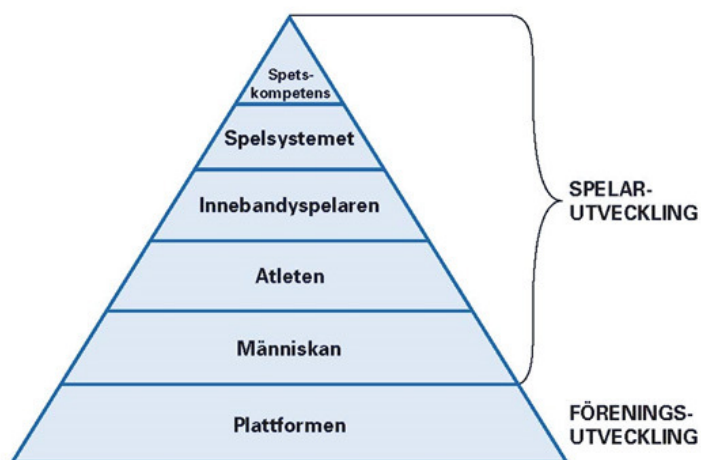 Spets-
kompetens
Spelsystemet
Innebandyspelaren
Atleten
Människan
Plattformen
SPELAR-
UTVECKLING
FÖRENINGS-
UTVECKLING